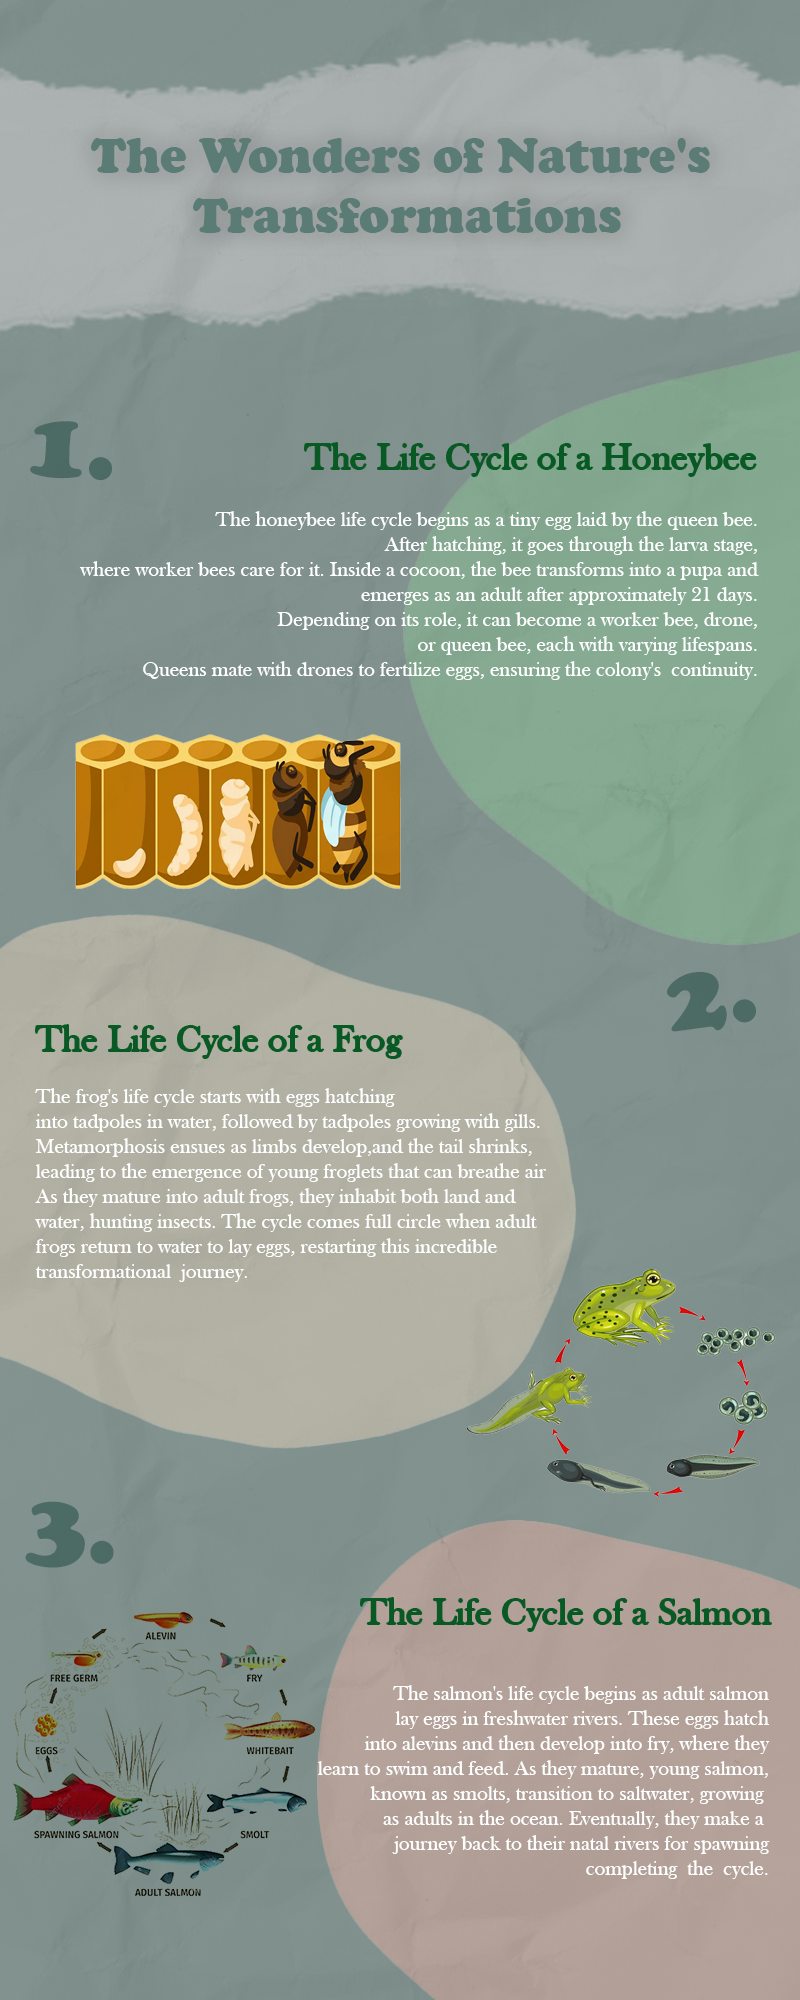 The Wonders of Nature's
Transformations
1.
The Life Cycle of a Honeybee
The honeybee life cycle begins as a tiny egg laid by the queen bee.
After hatching, it goes through the larva stage,
where worker bees care for it. Inside a cocoon, the bee transforms into a pupa and
emerges as an adult after approximately 21 days.
Depending on its role, it can become a worker bee, drone,
or queen bee, each with varying lifespans.
Queens mate with drones to fertilize eggs, ensuring the colony's  continuity.
2.
The Life Cycle of a Frog
The frog's life cycle starts with eggs hatching
into tadpoles in water, followed by tadpoles growing with gills.
Metamorphosis ensues as limbs develop,and the tail shrinks,
leading to the emergence of young froglets that can breathe air
As they mature into adult frogs, they inhabit both land and
water, hunting insects. The cycle comes full circle when adult
frogs return to water to lay eggs, restarting this incredible
transformational  journey.
3.
The Life Cycle of a Salmon
The salmon's life cycle begins as adult salmon
lay eggs in freshwater rivers. These eggs hatch
into alevins and then develop into fry, where they
learn to swim and feed. As they mature, young salmon,
known as smolts, transition to saltwater, growing
as adults in the ocean. Eventually, they make a
journey back to their natal rivers for spawning
completing  the  cycle.
ALEVIN
FREE GERM
FRY
EGGS
WHITEBAIT
SPAWNING SALMON
SMOLT
ADULT SALMON